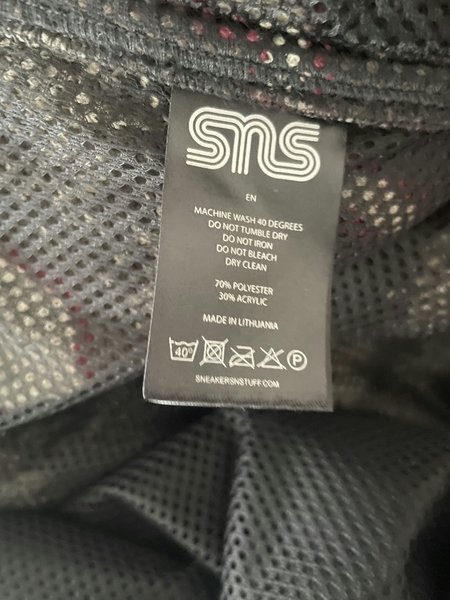 SNS
EN
MACHINE WASH 40 DEGREES
DO NOT TUMBLE DRY
DO NOT IRON
DO NOT BLEACH
DRY CLEAN
70% POLYESTER
30% ACRYLIC
MADE IN LITHUANIA
40° P
SNEAKERSNSTUFF.COM